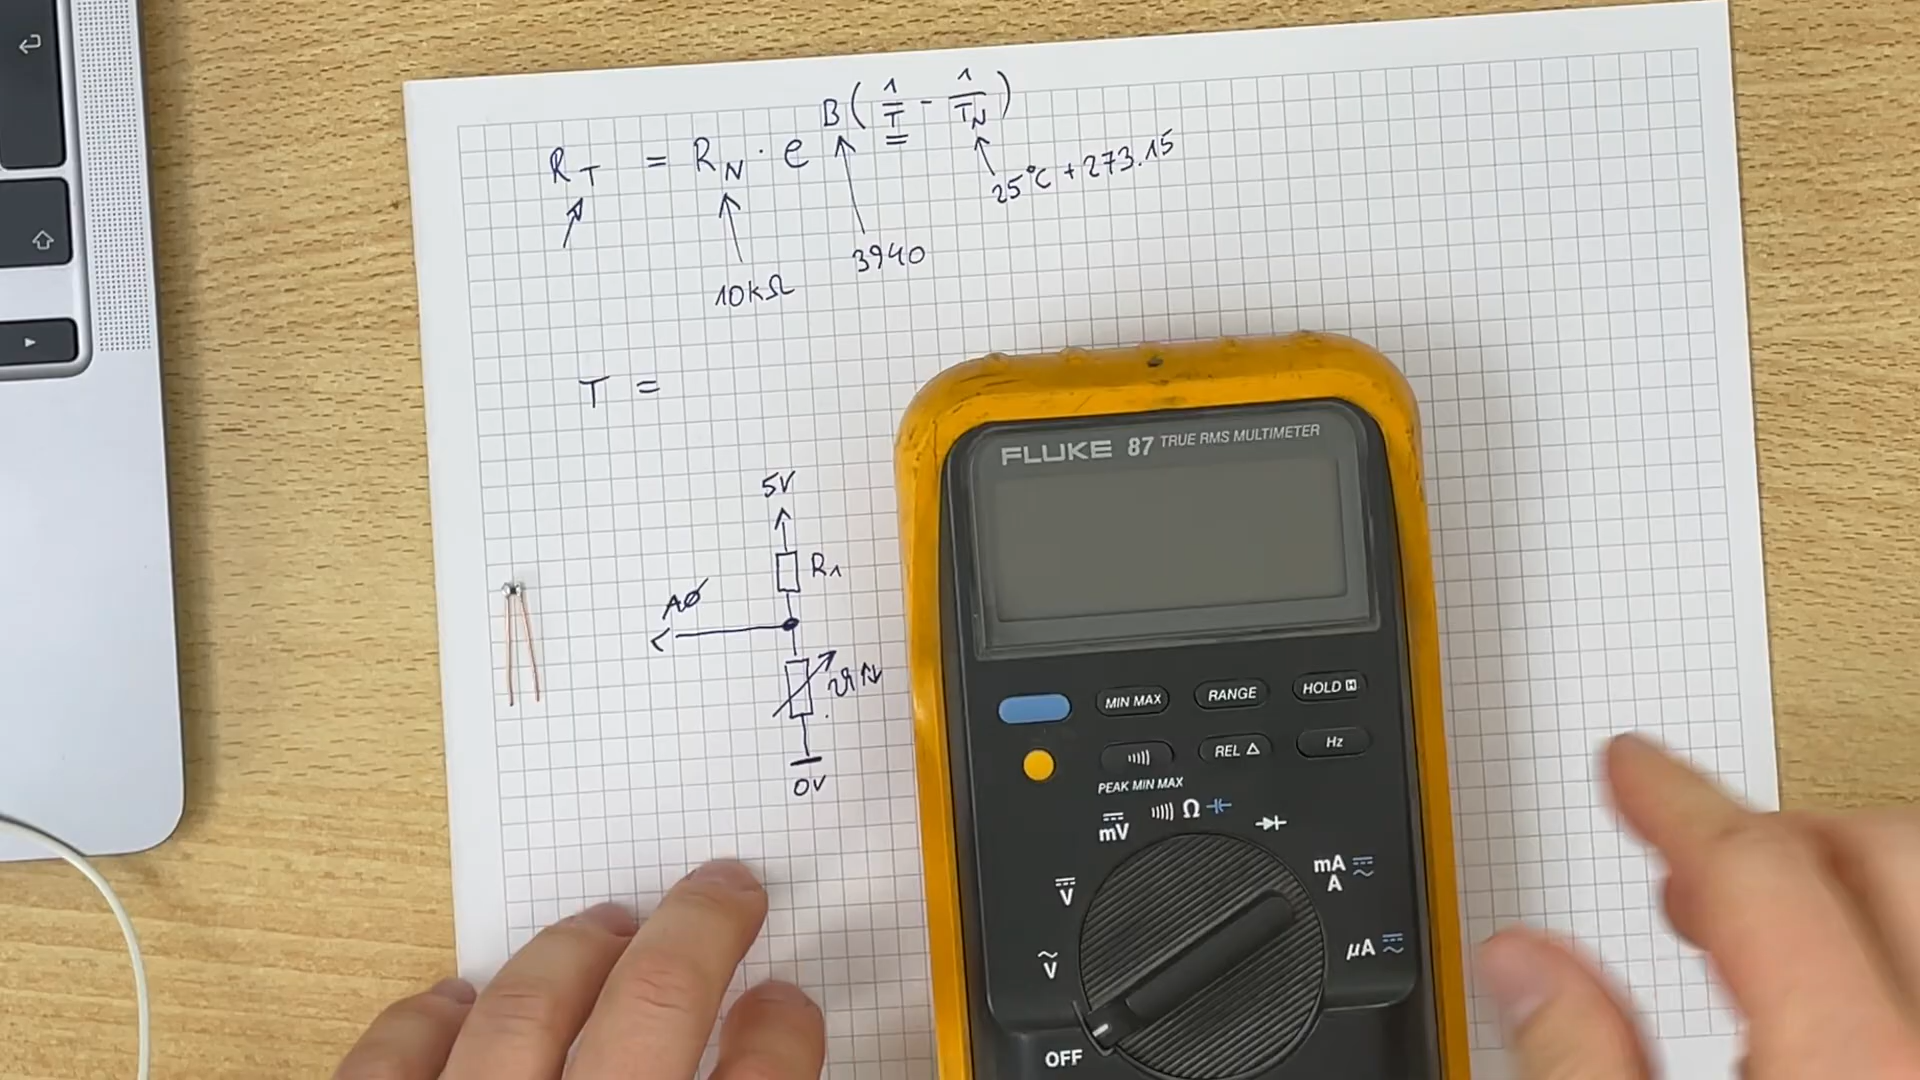 R_T = R_N · e^{B(1/T - 1/T_N)}
25°C + 273.15
3940
10kΩ
T =
5V
R1
AØ
ϑ↑↓
0V
FLUKE 87 TRUE RMS MULTIMETER
MIN MAX
RANGE
HOLD H
REL Δ
Hz
PEAK MIN MAX
mV
Ω
V
mA
A
V
µA
OFF